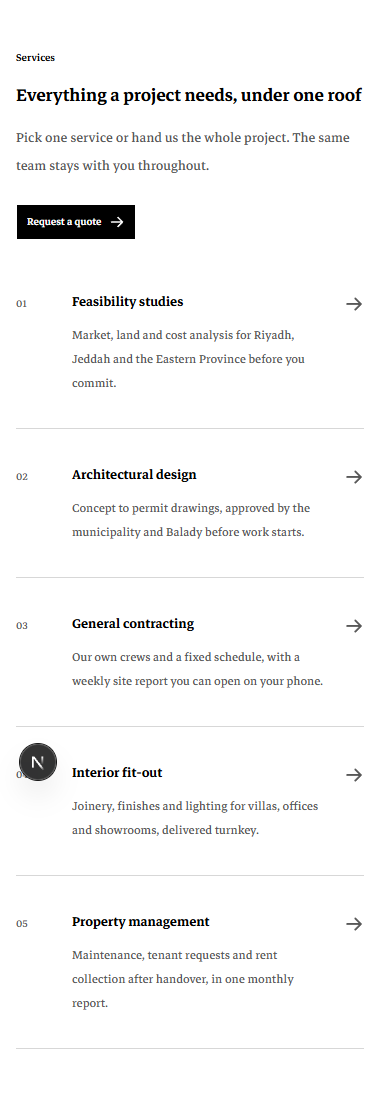 Services
Everything a project needs, under one roof
Pick one service or hand us the whole project. The same
team stays with you throughout.
Request a quote
01
Feasibility studies
Market, land and cost analysis for Riyadh,
Jeddah and the Eastern Province before you
commit.
02
Architectural design
Concept to permit drawings, approved by the
municipality and Balady before work starts.
03
General contracting
Our own crews and a fixed schedule, with a
weekly site report you can open on your phone.
N
Interior fit-out
Joinery, finishes and lighting for villas, offices
and showrooms, delivered turnkey.
05
Property management
Maintenance, tenant requests and rent
collection after handover, in one monthly
report.